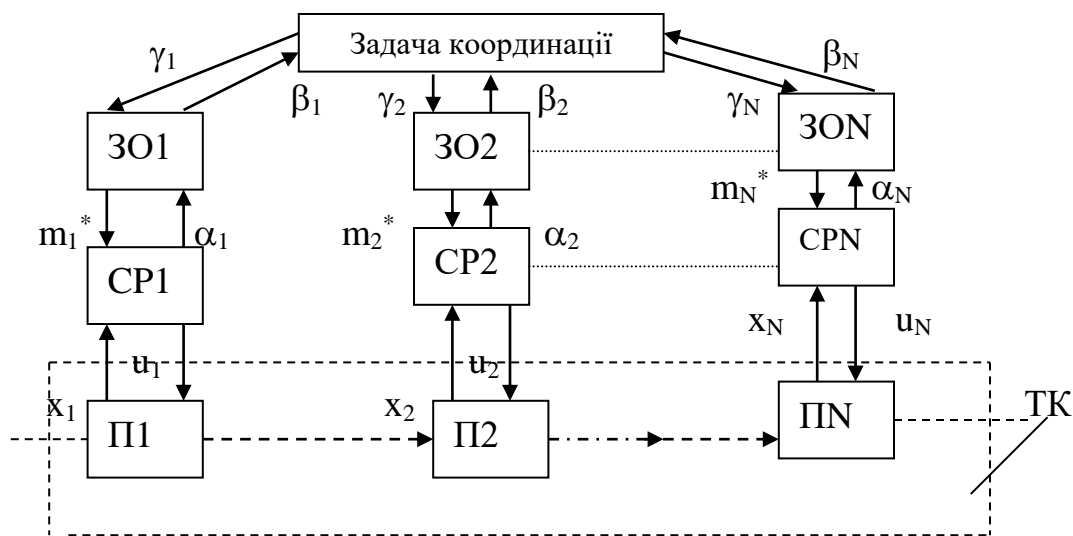 Задача координації
γ₁ β₁ γ₂ β₂ γN βN
ЗО1 ЗО2 ЗОN
m₁* α₁ m₂* α₂ mN* αN
СР1 СР2 СРN
x₁ u₁ x₂ u₂ xN uN
П1 П2 ПN
ТК